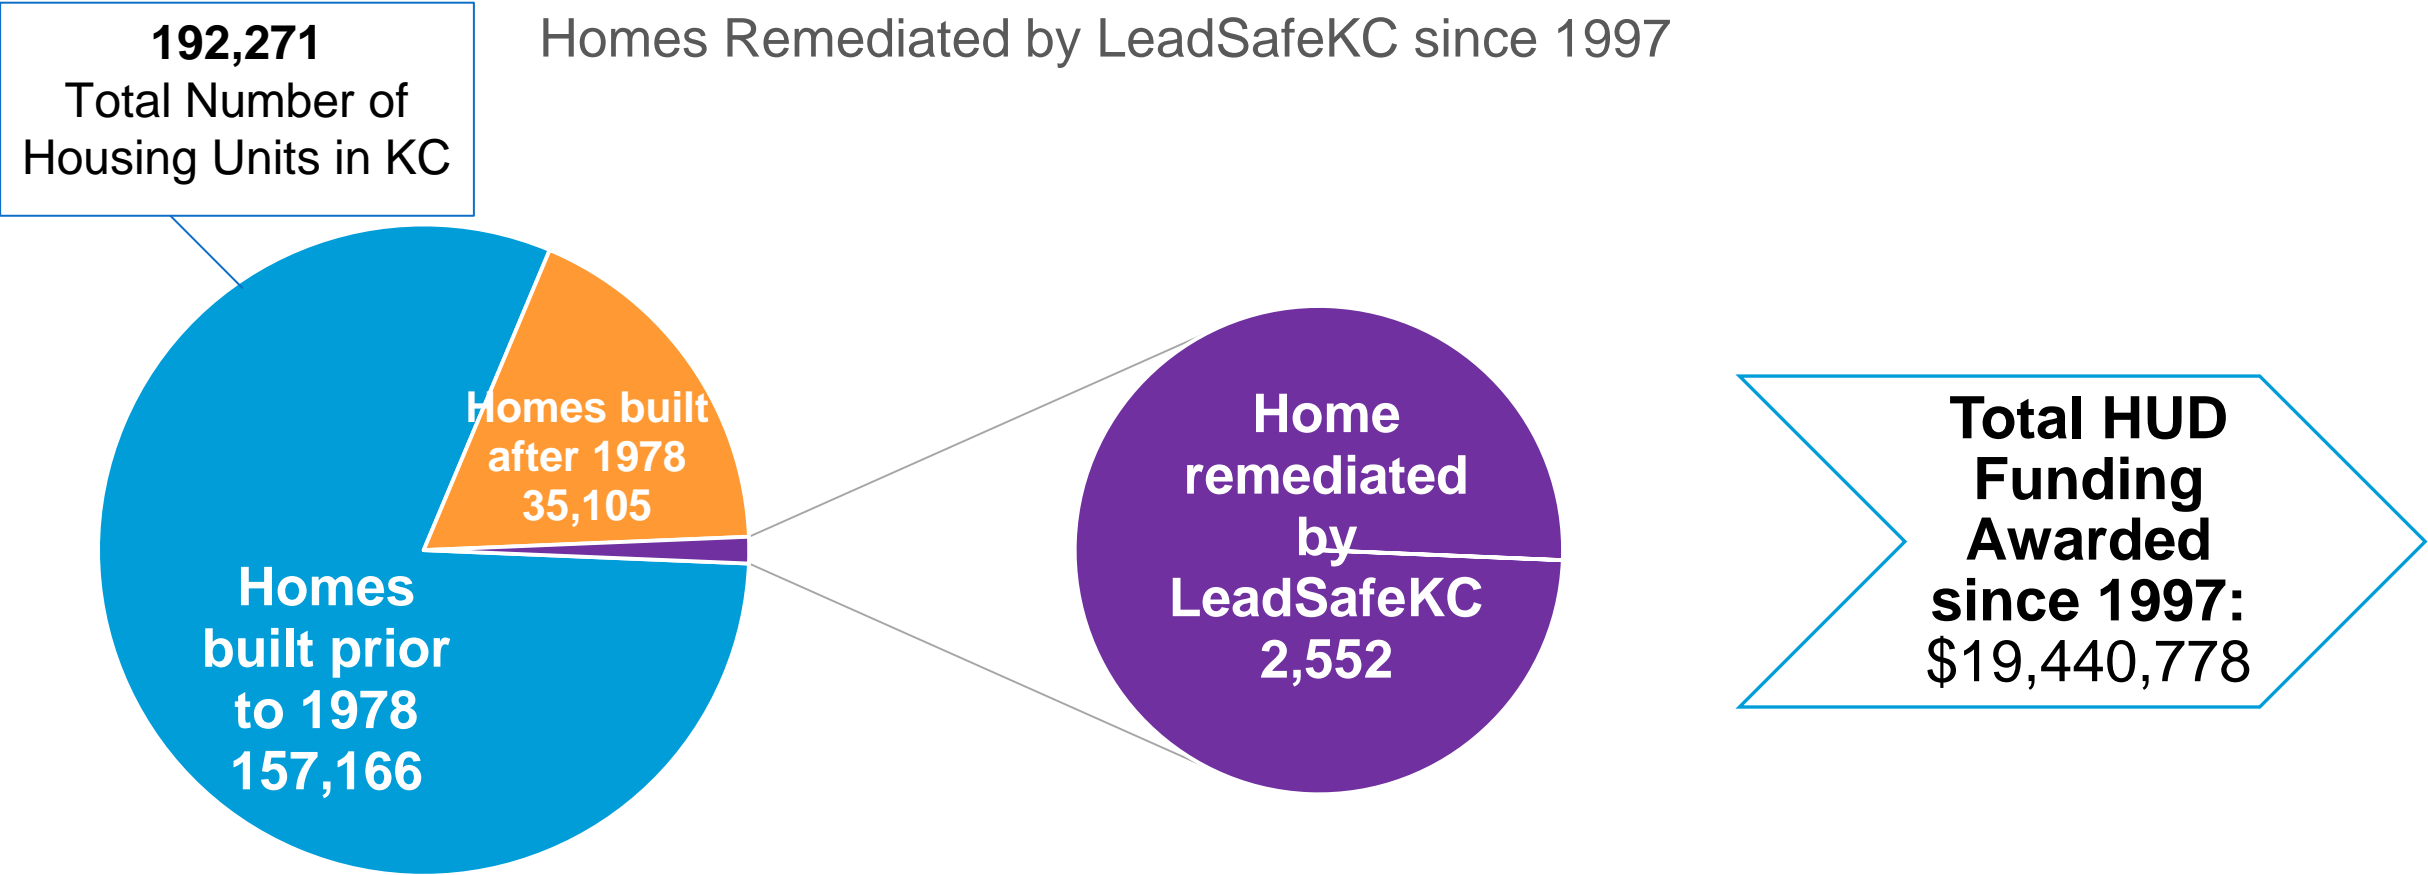 Homes Remediated by LeadSafeKC since 1997
192,271
Total Number of
Housing Units in KC
Homes built
after 1978
35,105
Homes
built prior
to 1978
157,166
Home
remediated
by
LeadSafeKC
2,552
Total HUD
Funding
Awarded
since 1997:
$19,440,778